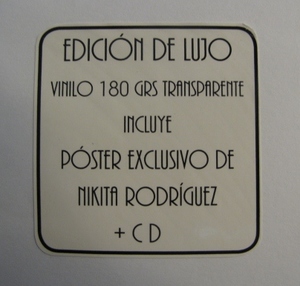 EDICIÓN DE LUJO
VINILO 180 GRS TRANSPARENTE
INCLUYE
PÓSTER EXCLUSIVO DE
NIKITA RODRÍGUEZ
+ CD